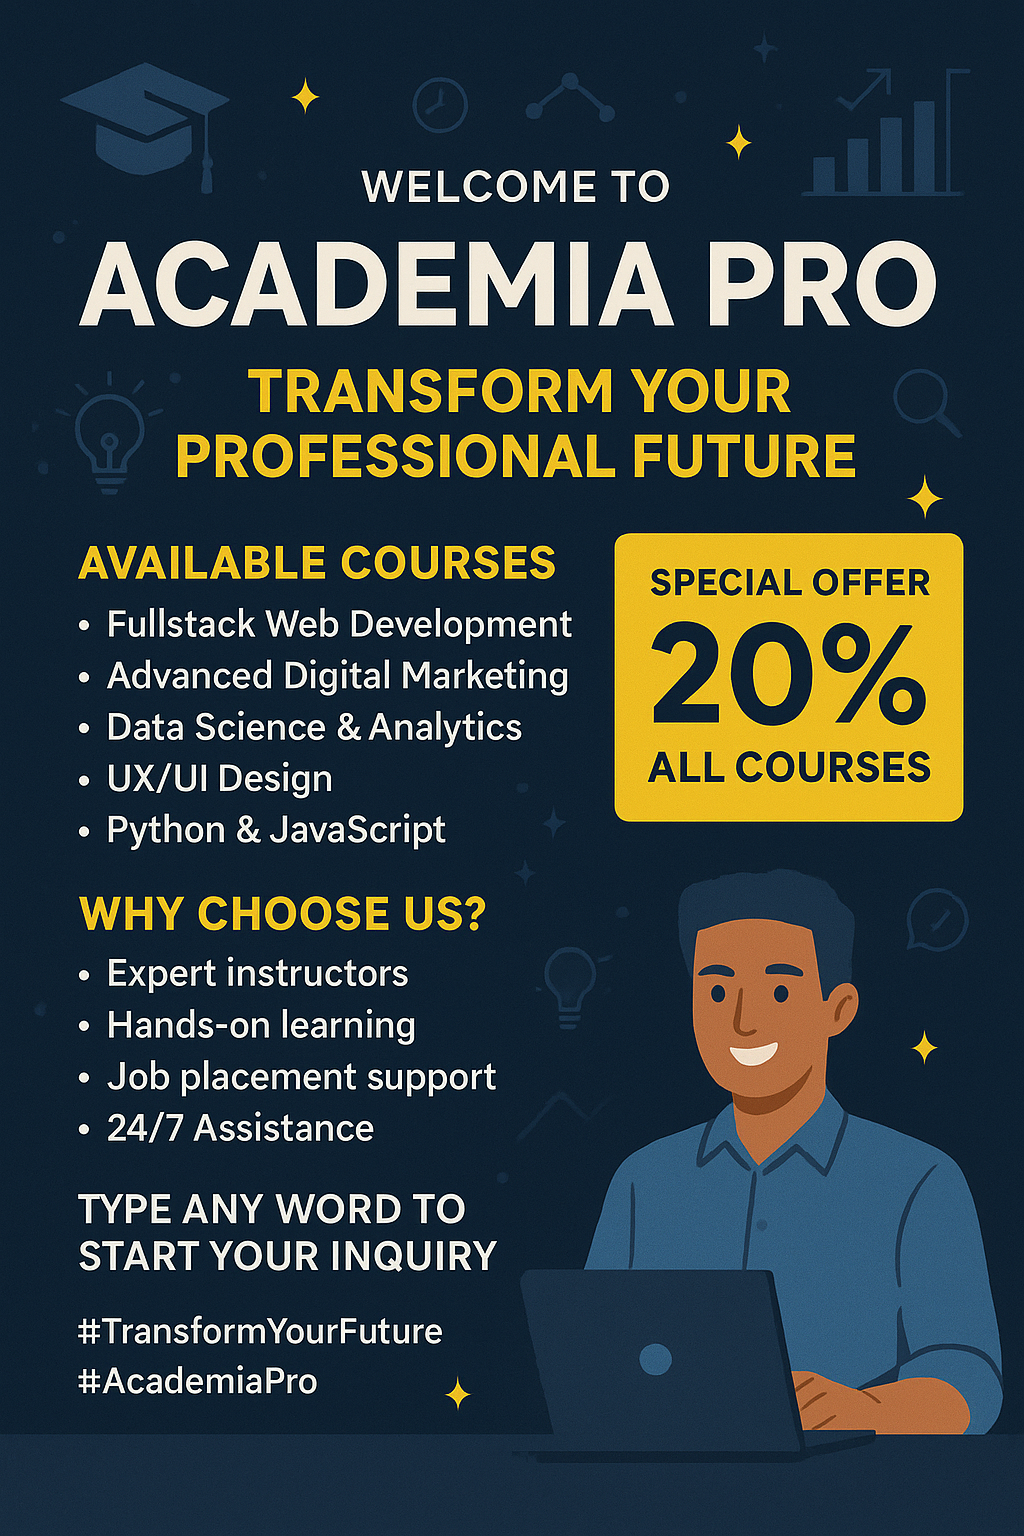 WELCOME TO
ACADEMIA PRO
TRANSFORM YOUR
PROFESSIONAL FUTURE
AVAILABLE COURSES
• Fullstack Web Development
• Advanced Digital Marketing
• Data Science & Analytics
• UX/UI Design
• Python & JavaScript
SPECIAL OFFER
20%
ALL COURSES
WHY CHOOSE US?
• Expert instructors
• Hands-on learning
• Job placement support
• 24/7 Assistance
TYPE ANY WORD TO
START YOUR INQUIRY
#TransformYourFuture
#AcademiaPro